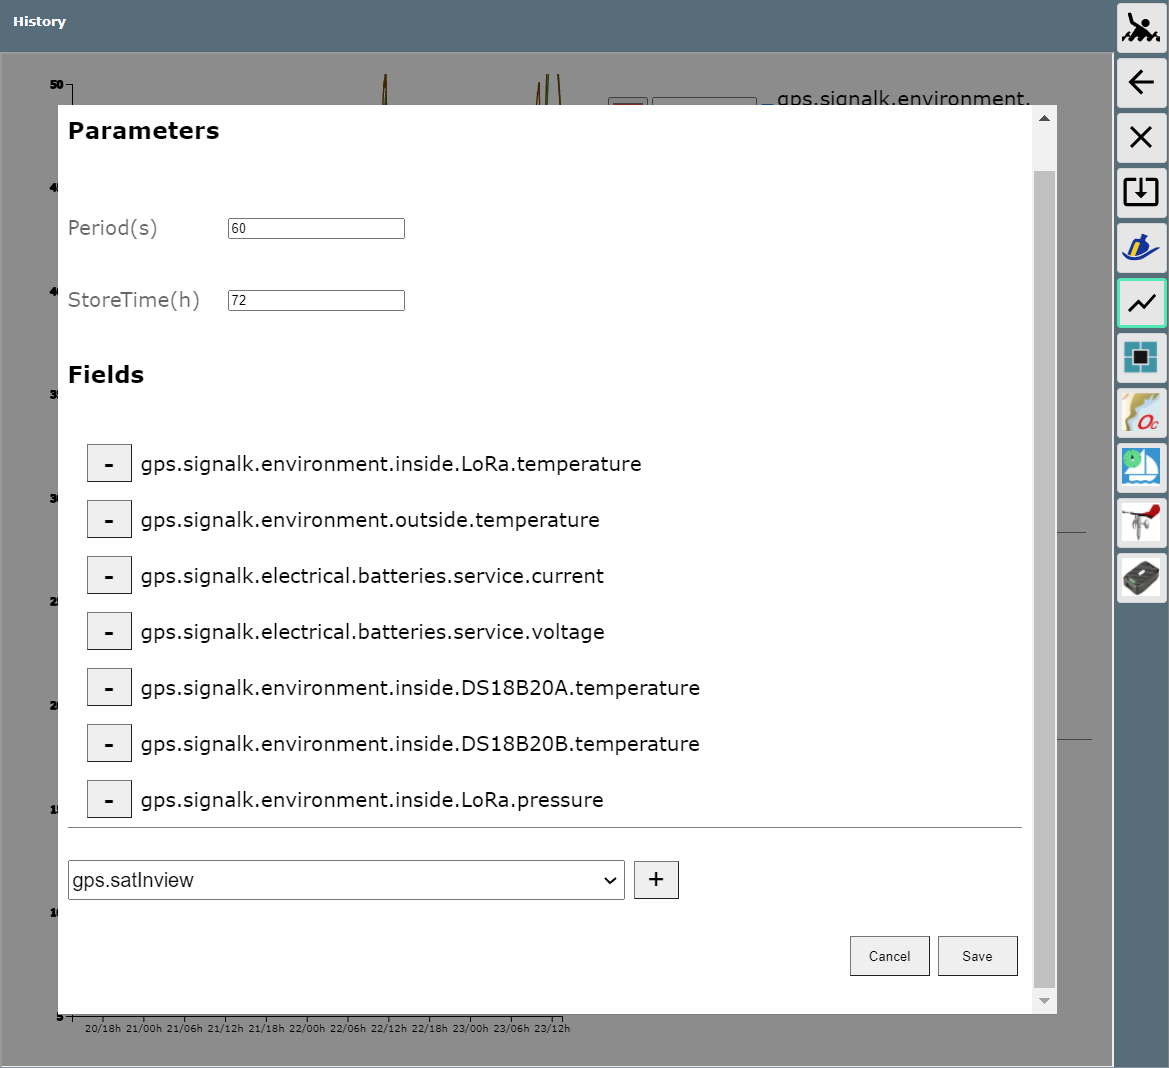 History
50
gps.signalk.environment.
Parameters
Period(s) 60
StoreTime(h) 72
Fields
- gps.signalk.environment.inside.LoRa.temperature
- gps.signalk.environment.outside.temperature
- gps.signalk.electrical.batteries.service.current
- gps.signalk.electrical.batteries.service.voltage
- gps.signalk.environment.inside.DS18B20A.temperature
- gps.signalk.environment.inside.DS18B20B.temperature
- gps.signalk.environment.inside.LoRa.pressure
gps.satInview +
Cancel Save
5
20/18h 21/00h 21/06h 21/12h 21/18h 22/00h 22/06h 22/12h 22/18h 23/00h 23/06h 23/12h